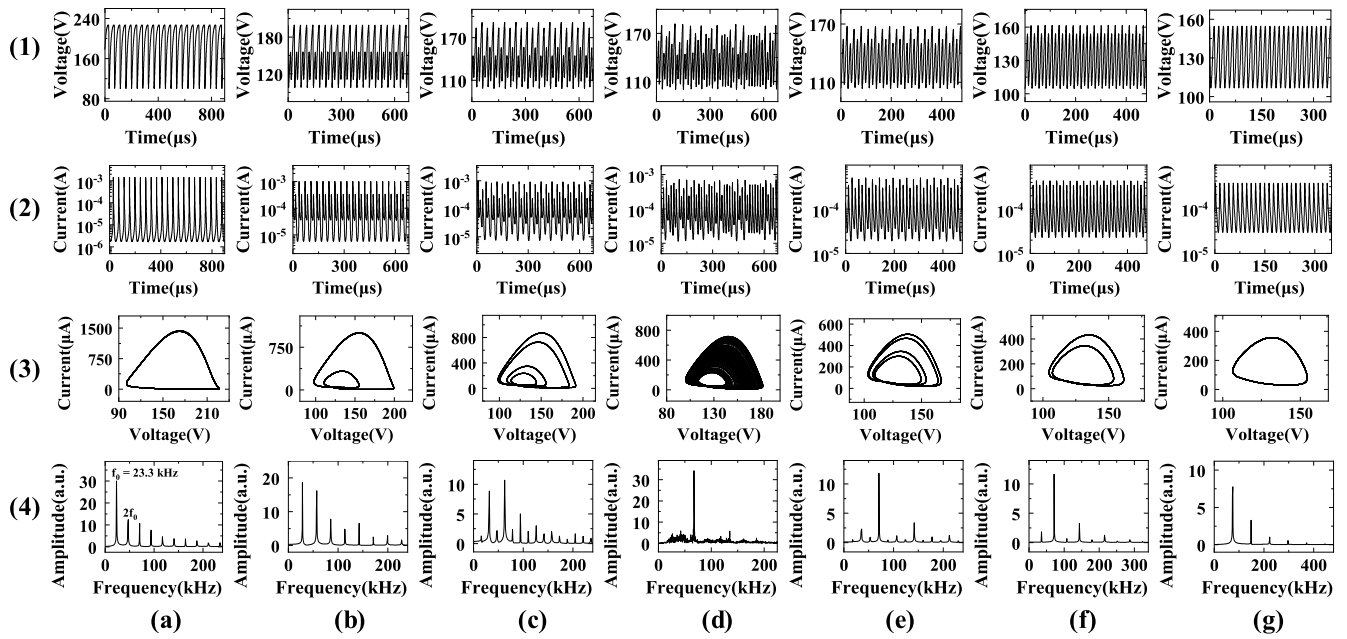 (1)
Voltage(V)
240
160
80
0 400 800
Time(μs)
Voltage(V)
180
120
0 300 600
Time(μs)
Voltage(V)
170
110
0 300 600
Time(μs)
Voltage(V)
170
110
0 300 600
Time(μs)
Voltage(V)
170
110
0 200 400
Time(μs)
Voltage(V)
160
130
100
0 200 400
Time(μs)
Voltage(V)
160
130
100
0 150 300
Time(μs)
(2)
Current(A)
10⁻³
10⁻⁴
10⁻⁵
10⁻⁶
0 400 800
Time(μs)
Current(A)
10⁻³
10⁻⁴
10⁻⁵
0 300 600
Time(μs)
Current(A)
10⁻³
10⁻⁴
10⁻⁵
0 300 600
Time(μs)
Current(A)
10⁻³
10⁻⁴
10⁻⁵
0 300 600
Time(μs)
Current(A)
10⁻⁴
10⁻⁵
0 200 400
Time(μs)
Current(A)
10⁻⁴
10⁻⁵
0 200 400
Time(μs)
Current(A)
10⁻⁴
10⁻⁵
0 150 300
Time(μs)
(3)
Current(μA)
1500
750
0
90 150 210
Voltage(V)
Current(μA)
750
0
100 150 200
Voltage(V)
Current(μA)
800
400
0
100 150 200
Voltage(V)
Current(μA)
800
400
0
80 130 180
Voltage(V)
Current(μA)
600
400
200
0
100 150
Voltage(V)
Current(μA)
400
200
0
100 150
Voltage(V)
Current(μA)
400
200
0
100 150
Voltage(V)
(4)
Amplitude(a.u.)
30
20
10
0
f₀ = 23.3 kHz
2f₀
0 100 200
Frequency(kHz)
Amplitude(a.u.)
20
10
0
0 100 200
Frequency(kHz)
Amplitude(a.u.)
10
5
0
0 100 200
Frequency(kHz)
Amplitude(a.u.)
30
20
10
0
0 100 200
Frequency(kHz)
Amplitude(a.u.)
10
5
0
0 100 200
Frequency(kHz)
Amplitude(a.u.)
10
5
0
0 100 200 300
Frequency(kHz)
Amplitude(a.u.)
10
5
0
0 200 400
Frequency(kHz)
(a) (b) (c) (d) (e) (f) (g)